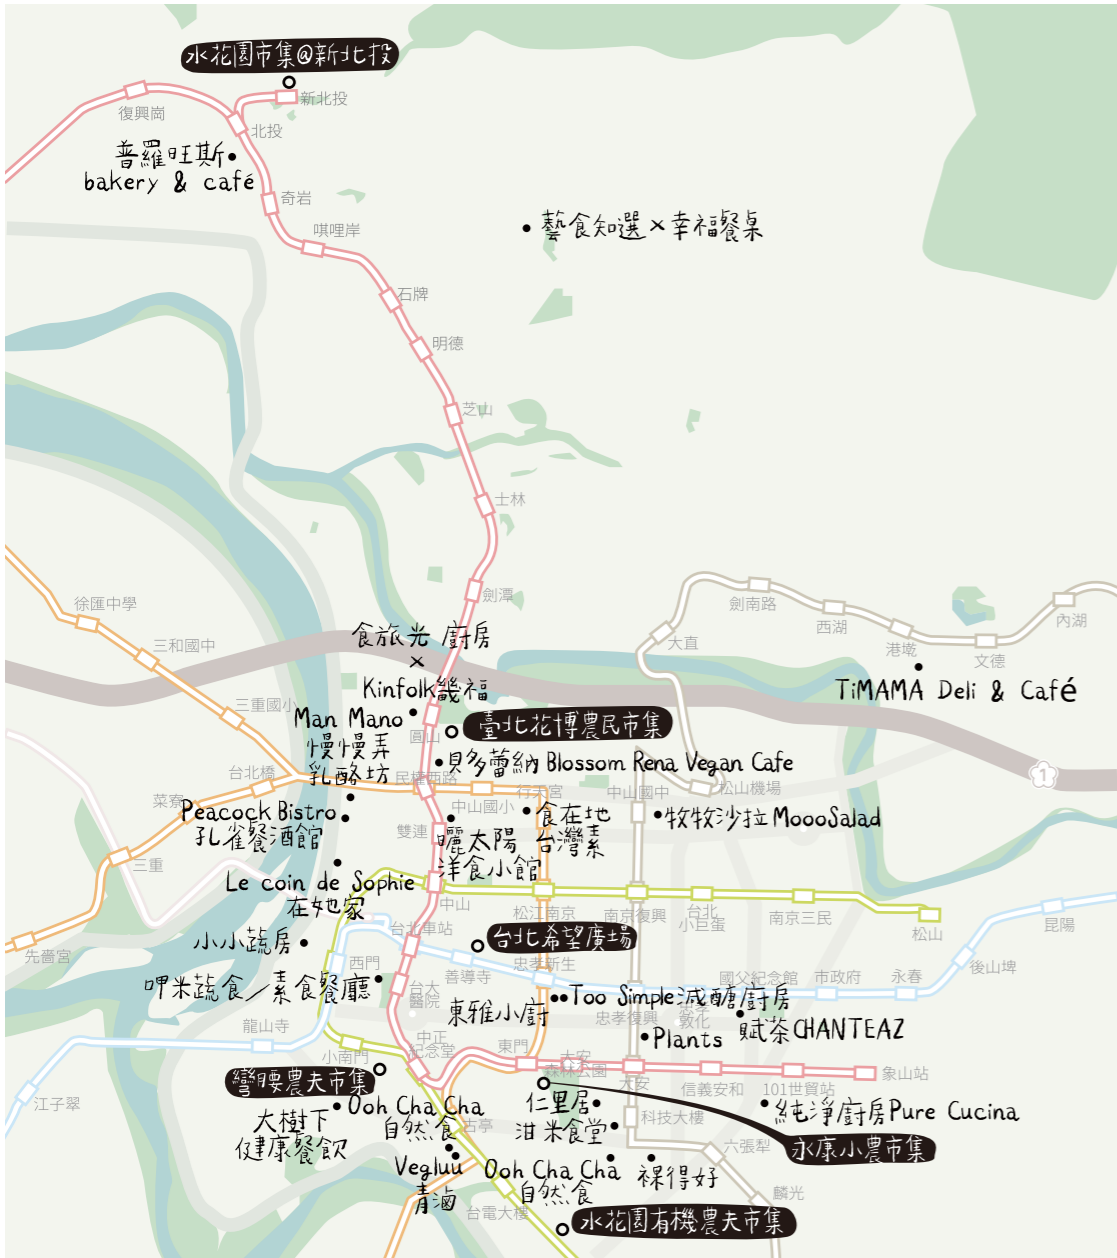 水花園市集@新北投
新北投
復興崗
北投
普羅旺斯
bakery & café
奇岩
唭哩岸
藝食知選×幸福餐桌
石牌
明德
芝山
士林
劍潭
徐匯中學
三和國中
三重國小
台北橋
菜寮
三重
先嗇宮
劍南路
西湖
港墘
文德
內湖
大直
食旅光 廚房
×
Kinfolk幾福
TiMAMA Deli & Café
Man Mano
慢慢弄
乳酪坊
圓山
臺北花博農民市集
貝多蕾納 Blossom Rena Vegan Cafe
民權西路
行天宮
中山國小
中山國中
松山機場
1
Peacock Bistro
孔雀餐酒館
雙連
曬太陽
洋食小館
食在地
台灣素
牧牧沙拉 MoooSalad
Le coin de Sophie
在她家
中山
松江南京
南京復興
台北
小巨蛋
南京三民
松山
昆陽
小小蔬房
台北車站
台北希望廣場
善導寺
忠孝新生
西門
呷米蔬食／素食餐廳
台大
醫院
國父紀念館
市政府
永春
後山埤
東雅小廚
Too Simple減醣廚房
忠孝復興
忠孝
敦化
賦茶CHANTEAZ
Plants
龍山寺
小南門
中正
紀念堂
東門
大安
森林公園
大安
信義安和
101世貿站
象山站
彎腰農夫市集
江子翠
Ooh Cha Cha
自然食
大樹下
健康餐飲
古亭
仁里居
泔米食堂
科技大樓
純淨廚房Pure Cucina
永康小農市集
六張犁
Vegluu
青滷
Ooh Cha Cha
自然食
裸得好
麟光
台電大樓
水花園有機農夫市集